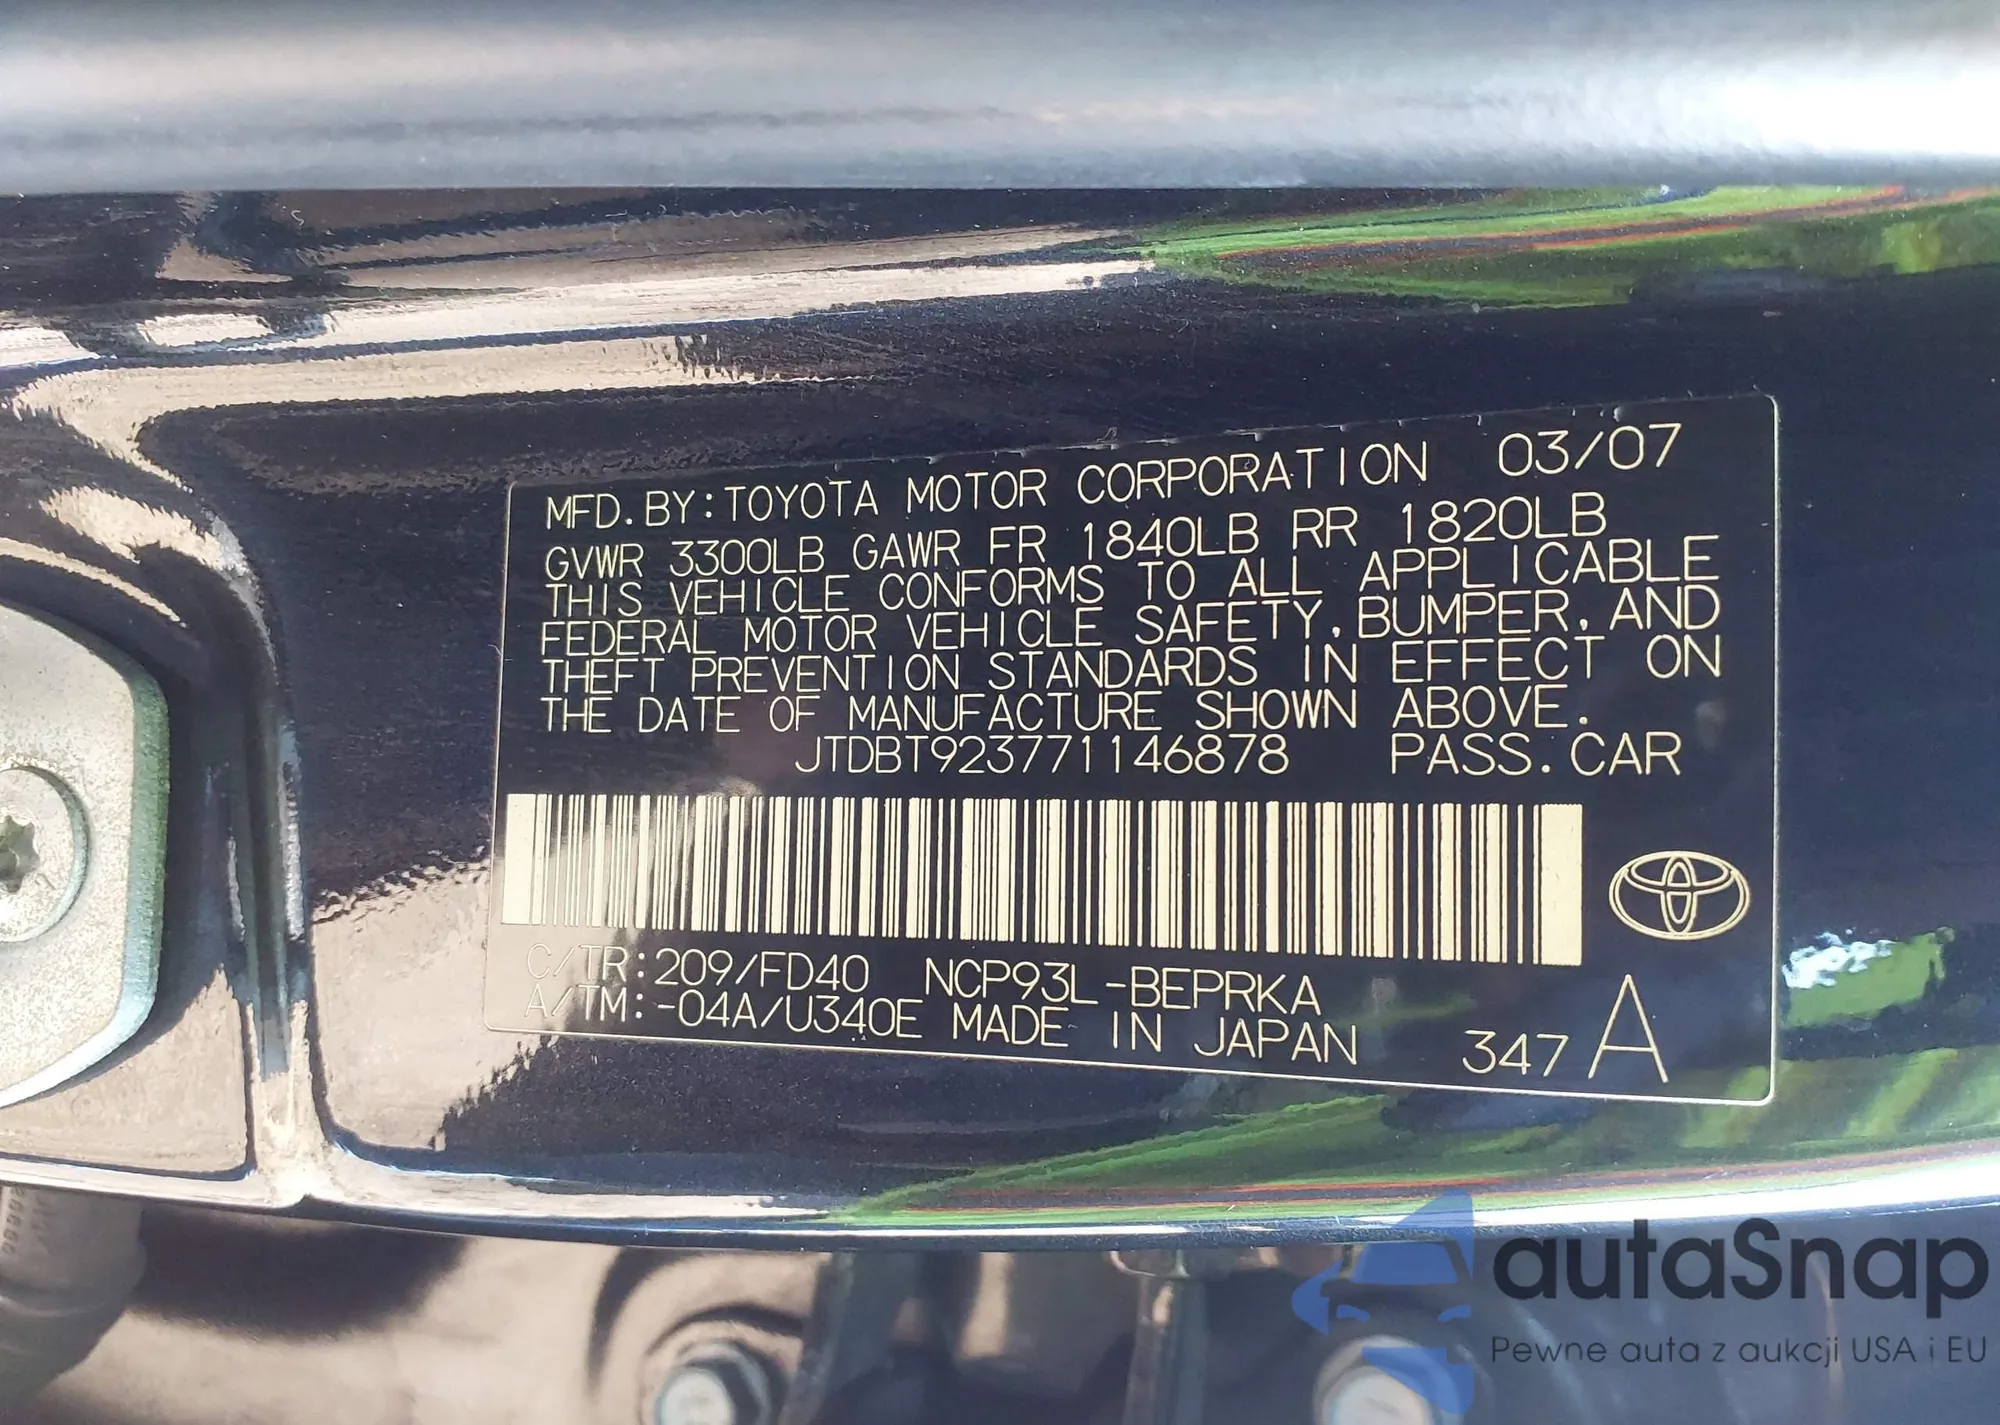 MFD.BY:TOYOTA MOTOR CORPORATION 03/07
GVWR 3300LB GAWR FR 1840LB RR 1820LB
THIS VEHICLE CONFORMS TO ALL APPLICABLE
FEDERAL MOTOR VEHICLE SAFETY, BUMPER, AND
THEFT PREVENTION STANDARDS IN EFFECT ON
THE DATE OF MANUFACTURE SHOWN ABOVE.
JTDBT923771146878 PASS.CAR
C/TR:209/FD40 NCP93L-BEPRKA
A/TM:-04A/U340E MADE IN JAPAN 347 A
autaSnap
Pewne auta z aukcji USA i EU